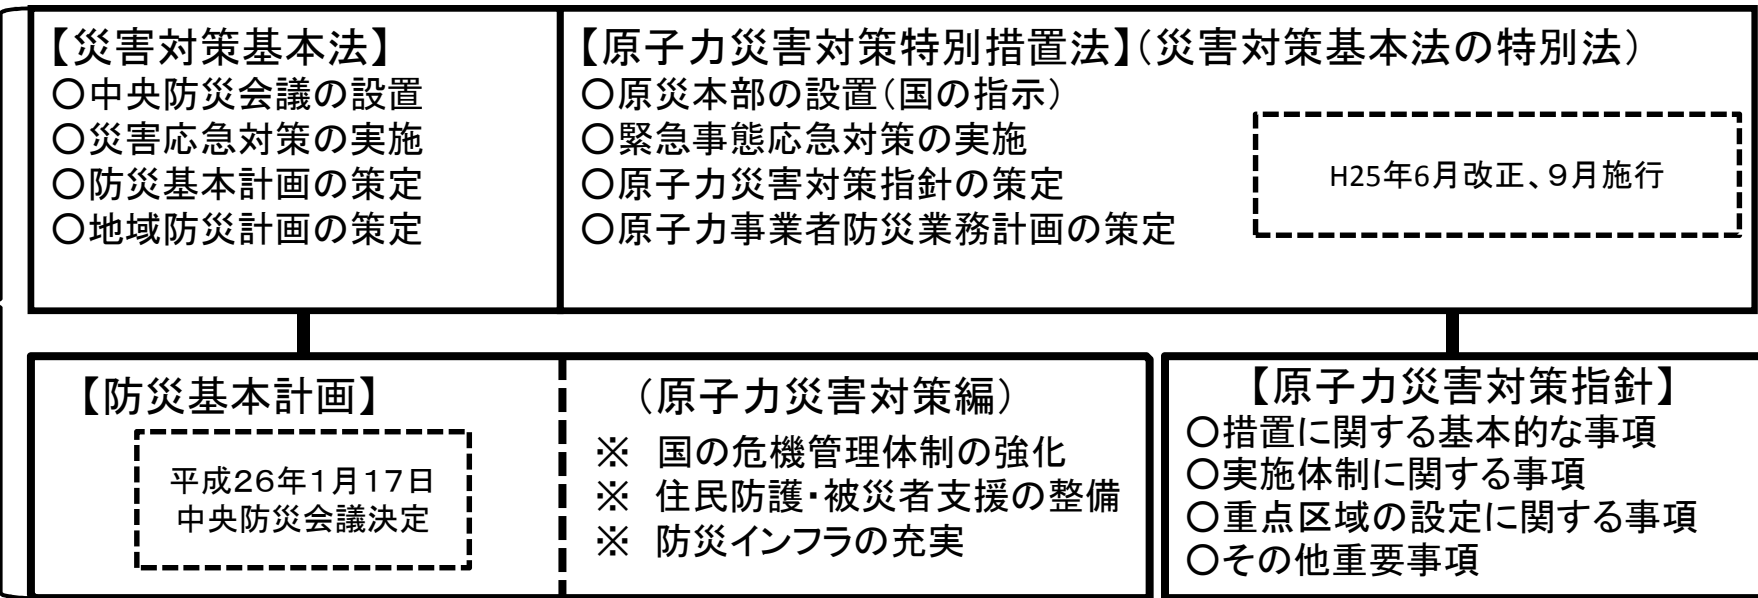 【災害対策基本法】
○中央防災会議の設置
○災害応急対策の実施
○防災基本計画の策定
○地域防災計画の策定
【原子力災害対策特別措置法】(災害対策基本法の特別法)
○原災本部の設置(国の指示)
○緊急事態応急対策の実施
○原子力災害対策指針の策定
○原子力事業者防災業務計画の策定
H25年6月改正、９月施行
【防災基本計画】
平成２６年１月１７日
中央防災会議決定
(原子力災害対策編)
※ 国の危機管理体制の強化
※ 住民防護・被災者支援の整備
※ 防災インフラの充実
【原子力災害対策指針】
○措置に関する基本的な事項
○実施体制に関する事項
○重点区域の設定に関する事項
○その他重要事項